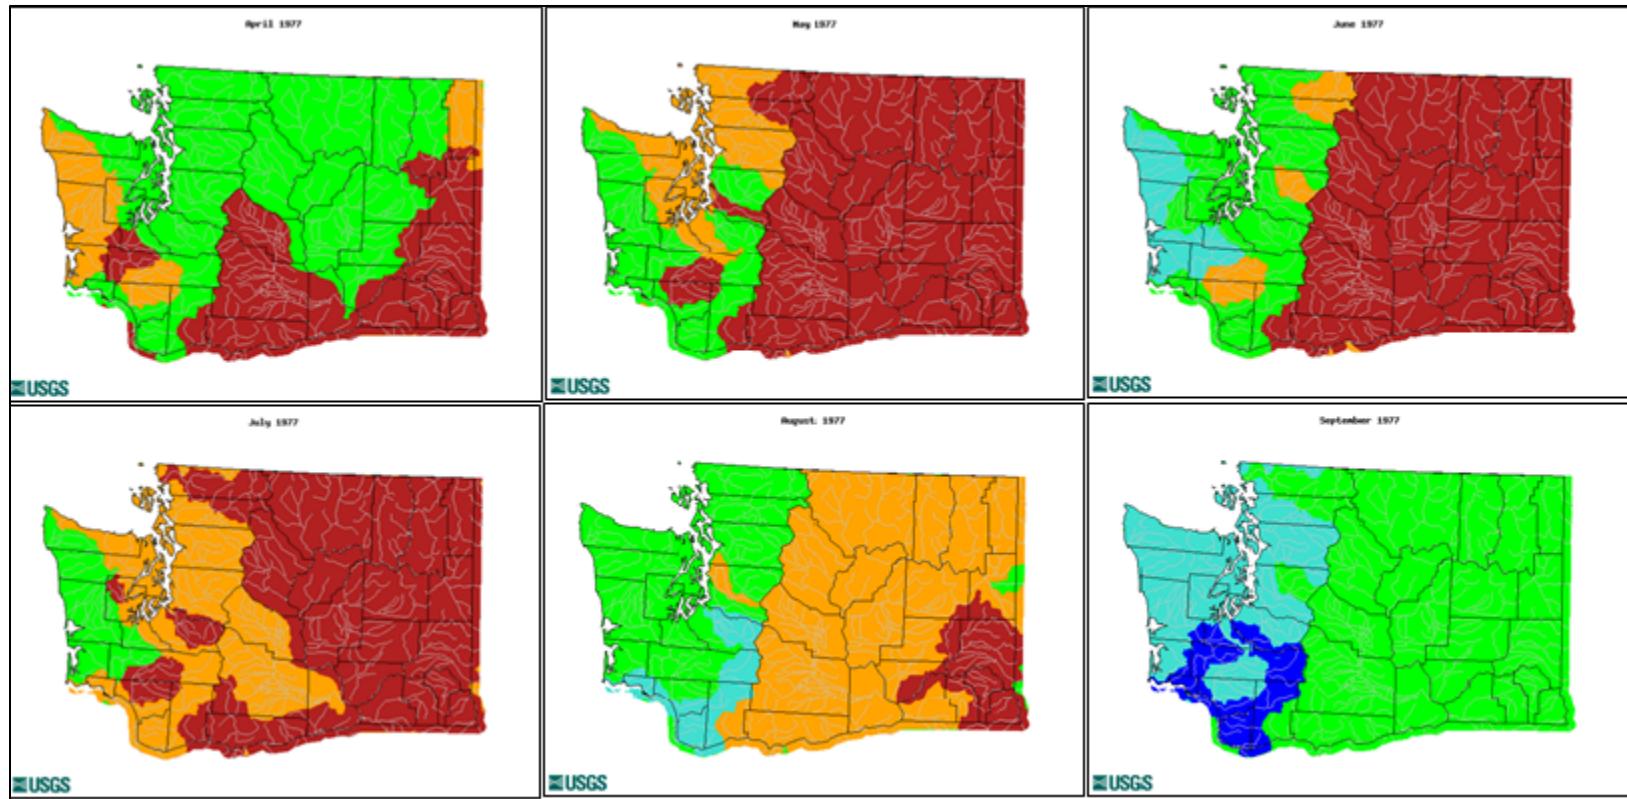 April 1977
May 1977
June 1977
USGS
USGS
USGS
July 1977
August 1977
September 1977
USGS
USGS
USGS